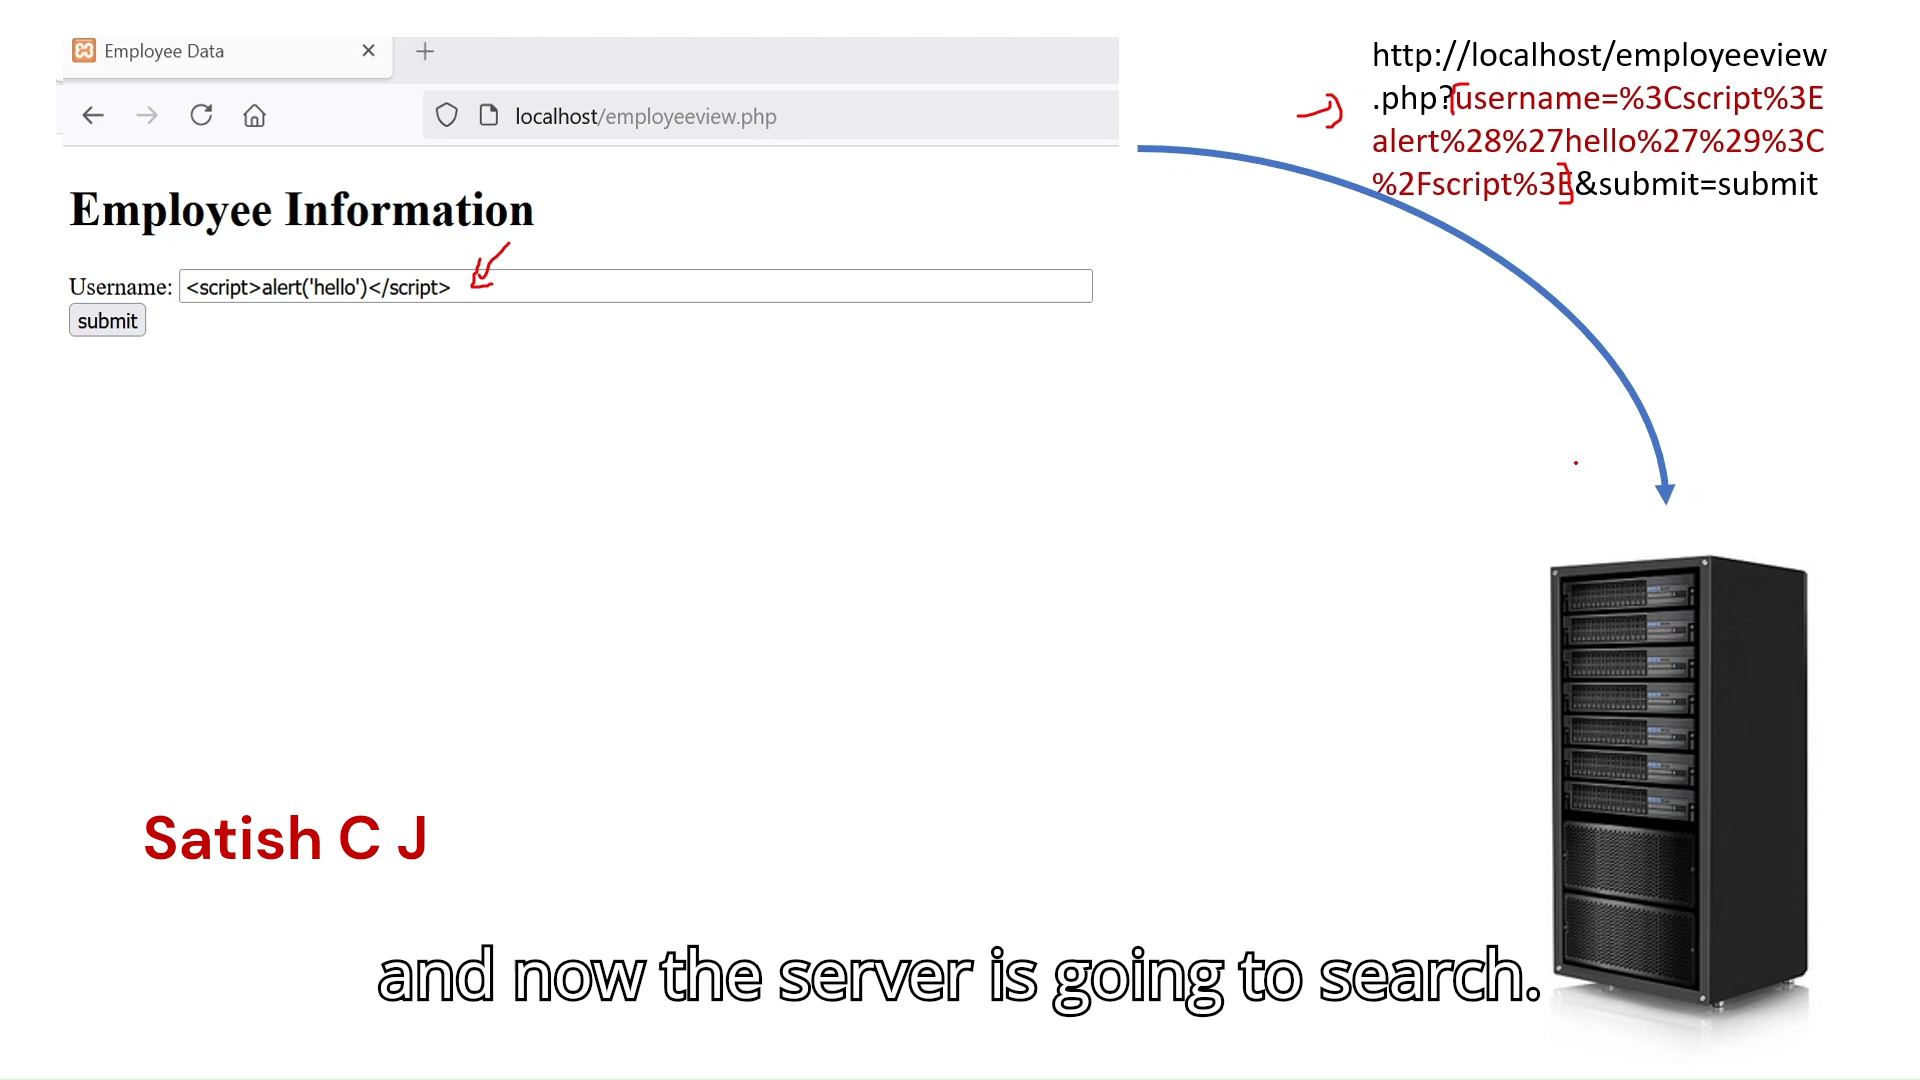 Employee Data
localhost/employeeview.php
Employee Information
Username: <script>alert('hello')</script>
submit
http://localhost/employeeview
.php?username=%3Cscript%3E
alert%28%27hello%27%29%3C
%2Fscript%3E&submit=submit
Satish C J
and now the server is going to search.